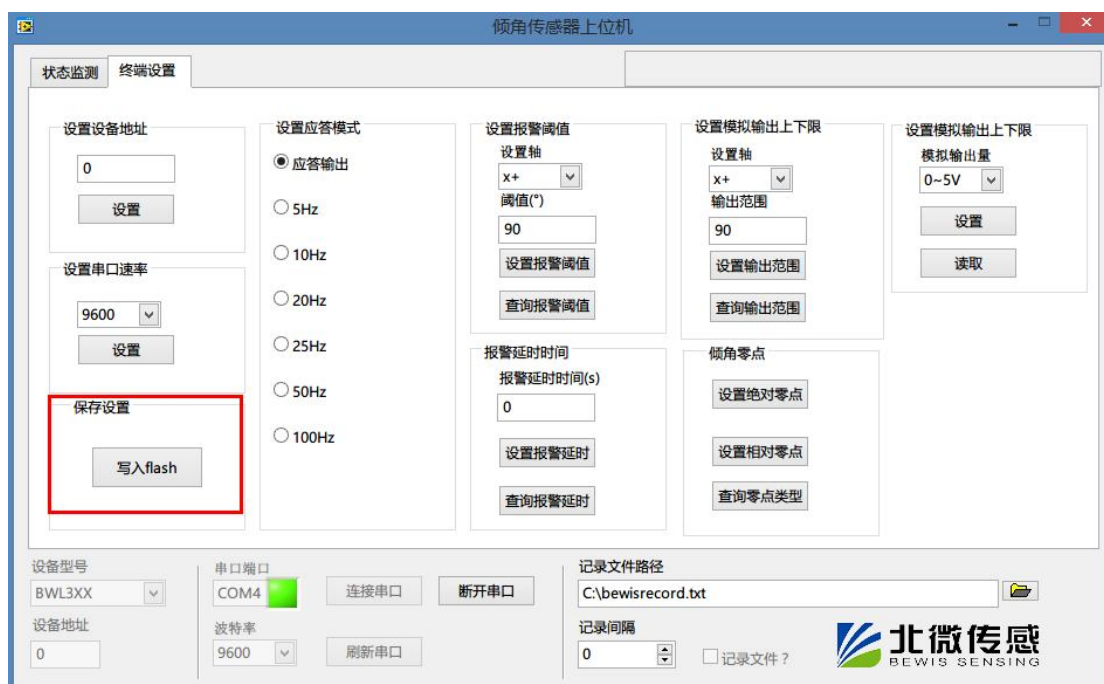 倾角传感器上位机
状态监测
终端设置
设置设备地址
0
设置
设置串口速率
9600
设置
保存设置
写入flash
设置应答模式
应答输出
5Hz
10Hz
20Hz
25Hz
50Hz
100Hz
设置报警阈值
设置轴
x+
阈值(°)
90
设置报警阈值
查询报警阈值
报警延时时间
报警延时时间(s)
0
设置报警延时
查询报警延时
设置模拟输出上下限
设置轴
x+
输出范围
90
设置输出范围
查询输出范围
倾角零点
设置绝对零点
设置相对零点
查询零点类型
设置模拟输出上下限
模拟输出量
0~5V
设置
读取
设备型号
BWL3XX
设备地址
0
串口端口
COM4
连接串口
断开串口
波特率
9600
刷新串口
记录文件路径
C:\bewisrecord.txt
记录间隔
0
记录文件？
北微传感
BEWIS SENSING